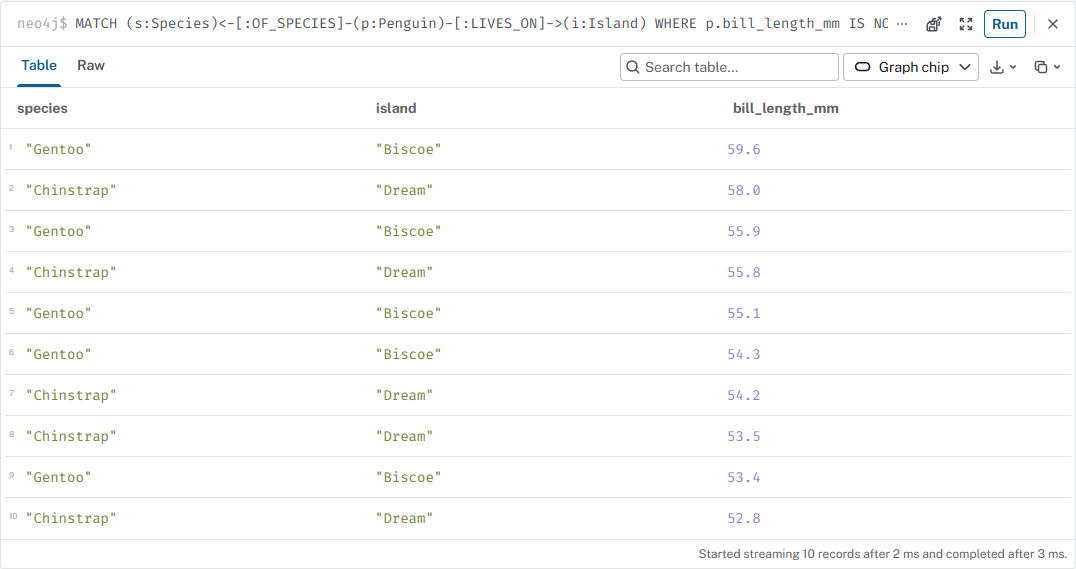 neo4j$ MATCH (s:Species)<-[:OF_SPECIES]-(p:Penguin)-[:LIVES_ON]->(i:Island) WHERE p.bill_length_mm IS NO ··· Run
Table Raw Search table... Graph chip
species island bill_length_mm
1 "Gentoo" "Biscoe" 59.6
2 "Chinstrap" "Dream" 58.0
3 "Gentoo" "Biscoe" 55.9
4 "Chinstrap" "Dream" 55.8
5 "Gentoo" "Biscoe" 55.1
6 "Gentoo" "Biscoe" 54.3
7 "Chinstrap" "Dream" 54.2
8 "Chinstrap" "Dream" 53.5
9 "Gentoo" "Biscoe" 53.4
10 "Chinstrap" "Dream" 52.8
Started streaming 10 records after 2 ms and completed after 3 ms.